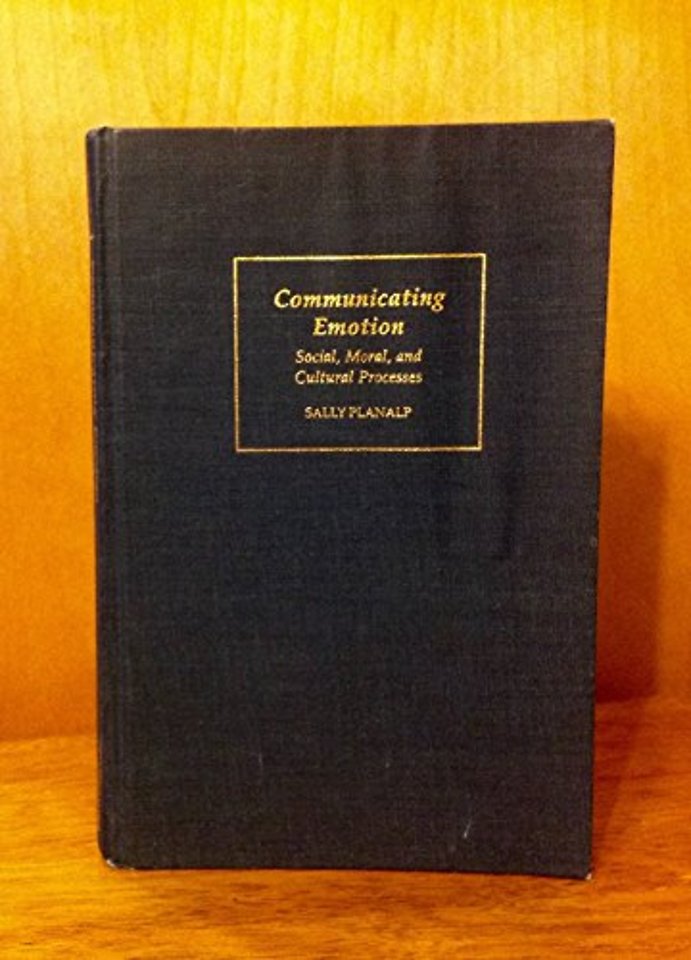 Communicating
Emotion
Social, Moral, and
Cultural Processes
SALLY PLANALP